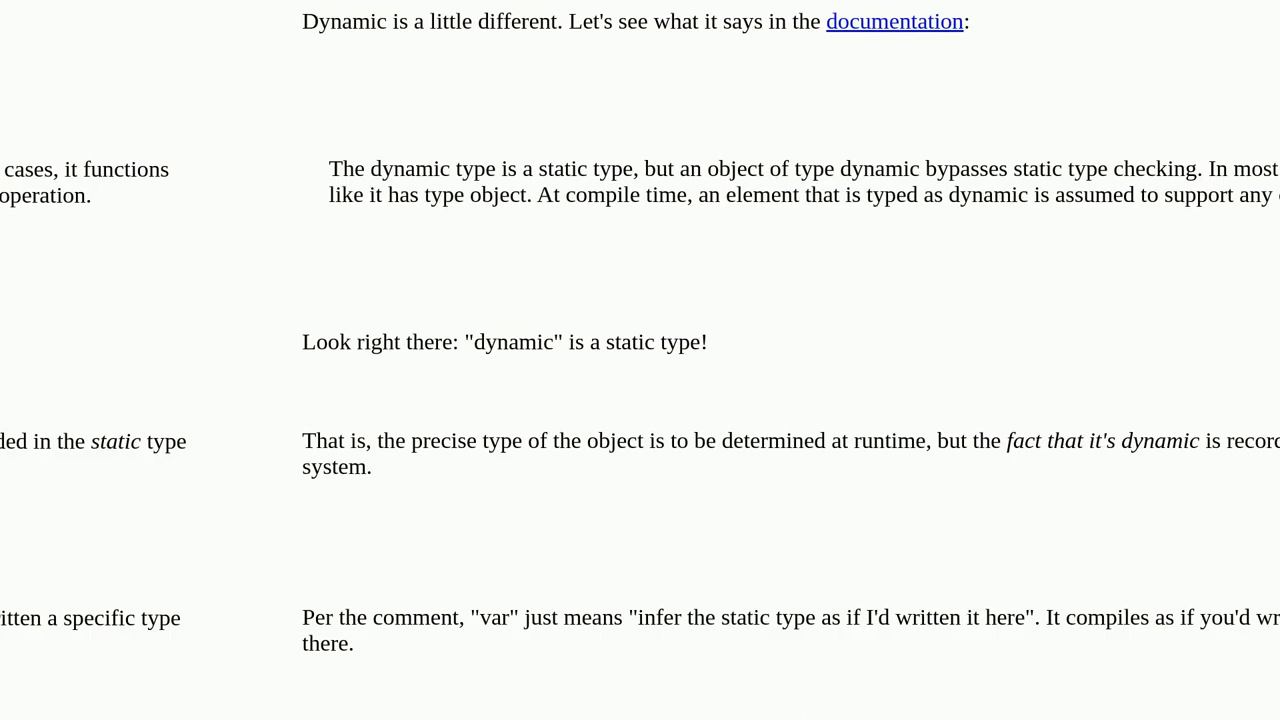 Dynamic is a little different. Let's see what it says in the documentation:
cases, it functions
The dynamic type is a static type, but an object of type dynamic bypasses static type checking. In most
operation.
like it has type object. At compile time, an element that is typed as dynamic is assumed to support any
Look right there: "dynamic" is a static type!
ded in the static type
That is, the precise type of the object is to be determined at runtime, but the fact that it's dynamic is recor
system.
itten a specific type
Per the comment, "var" just means "infer the static type as if I'd written it here". It compiles as if you'd wr
there.